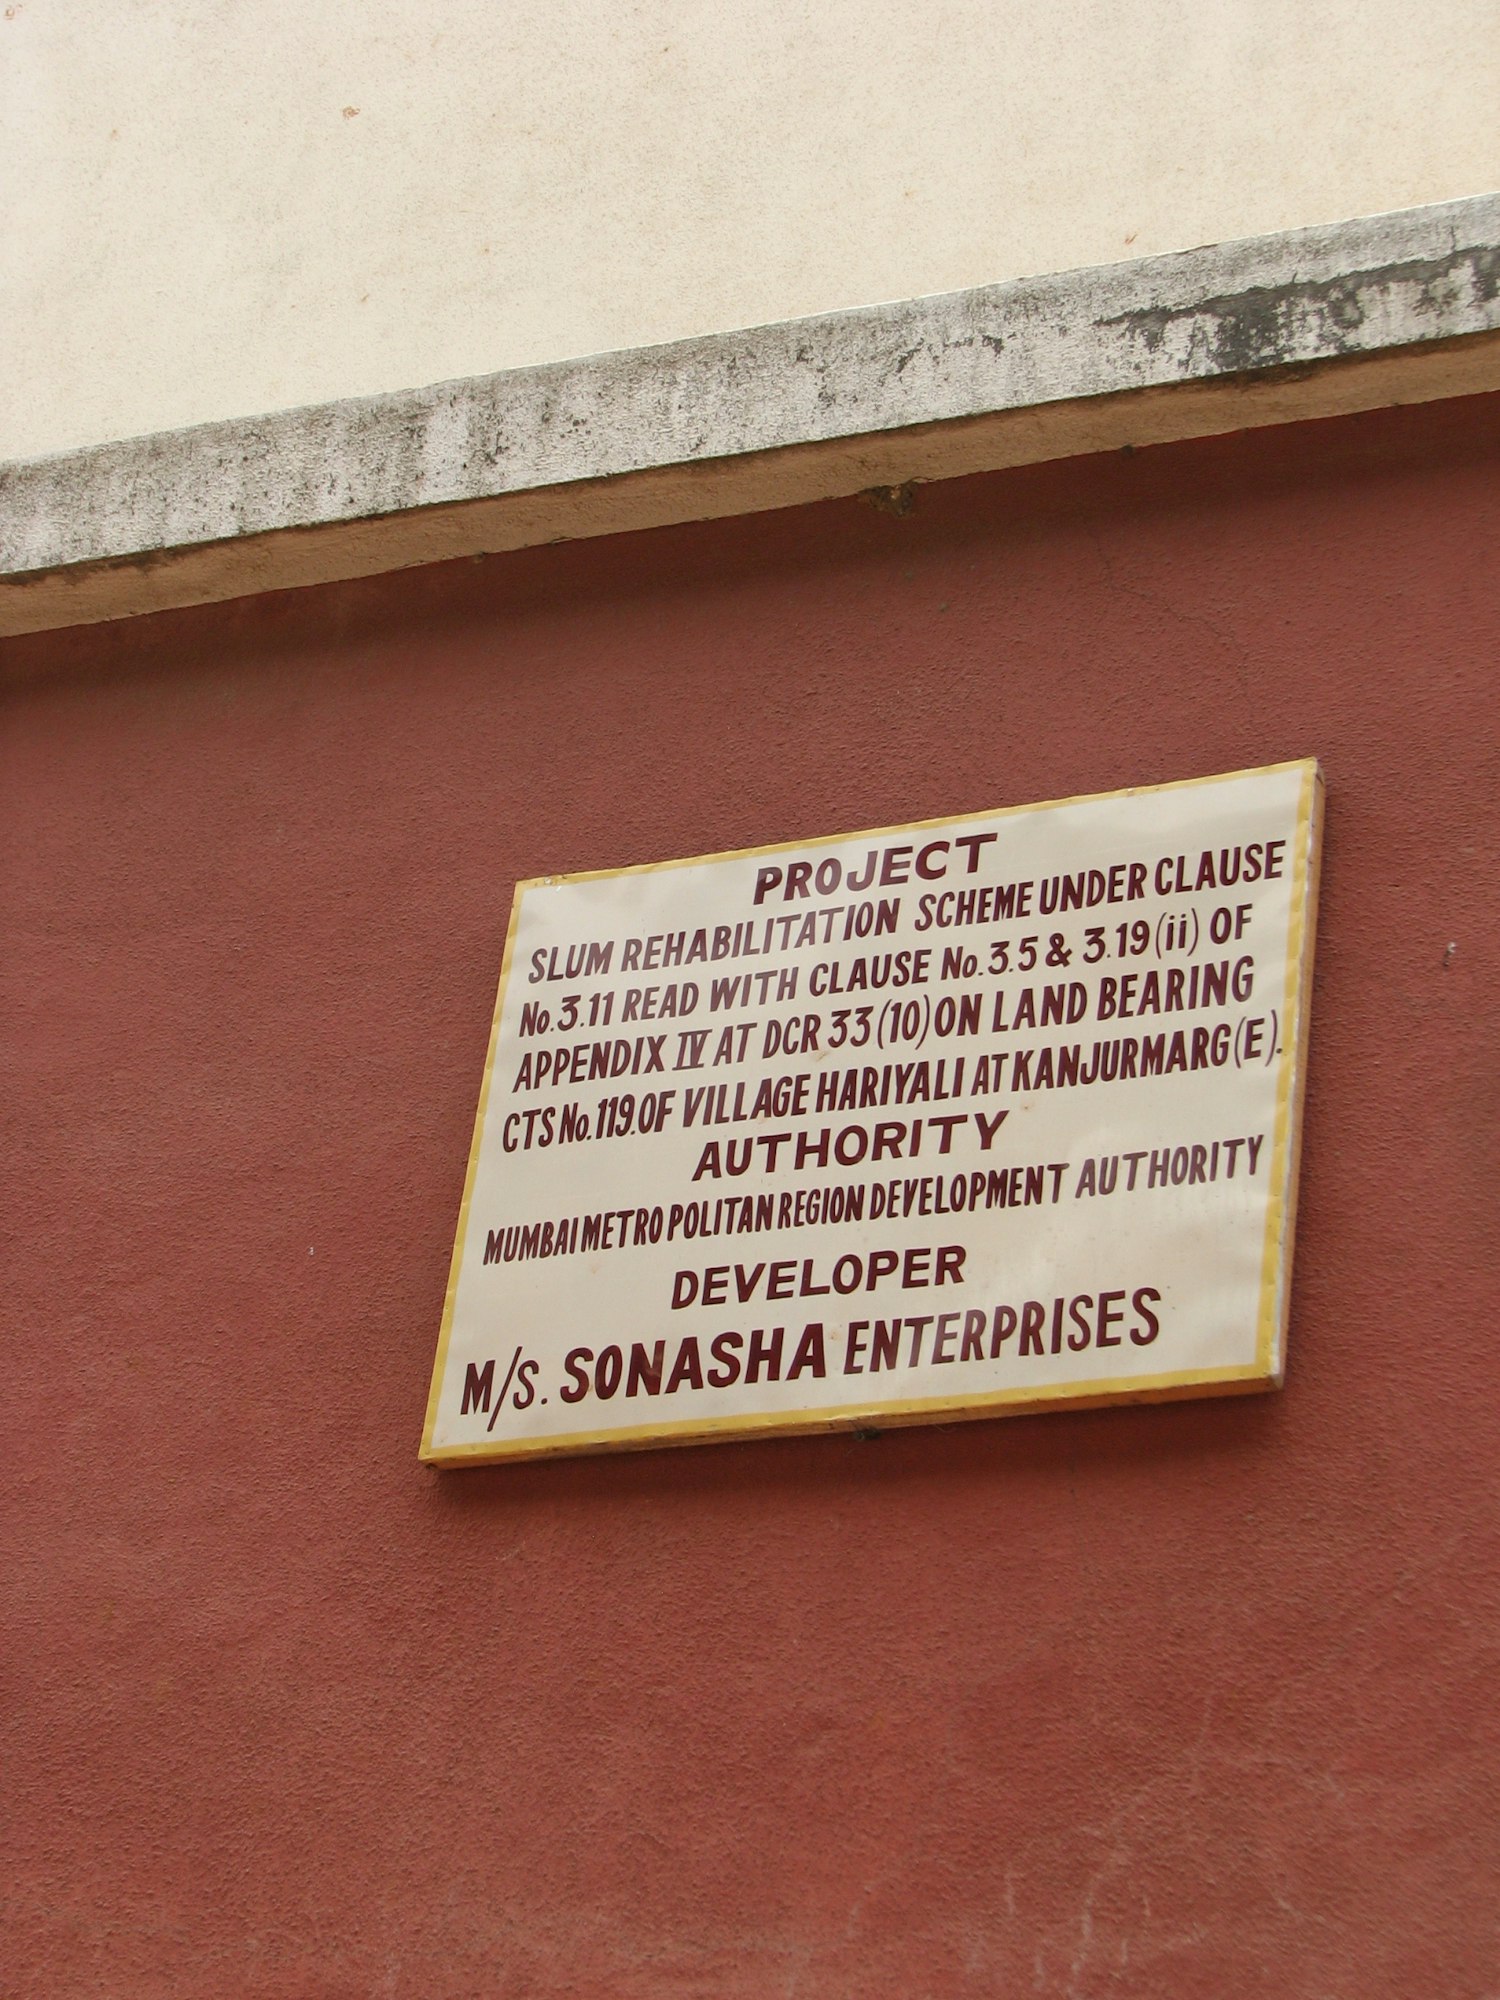 PROJECT
SLUM REHABILITATION SCHEME UNDER CLAUSE
No.3.11 READ WITH CLAUSE No.3.5 & 3.19(ii) OF
APPENDIX IV AT DCR 33(10)ON LAND BEARING
CTS No.119.OF VILLAGE HARIYALI AT KANJURMARG(E).
AUTHORITY
MUMBAI METROPOLITAN REGION DEVELOPMENT AUTHORITY
DEVELOPER
M/S. SONASHA ENTERPRISES